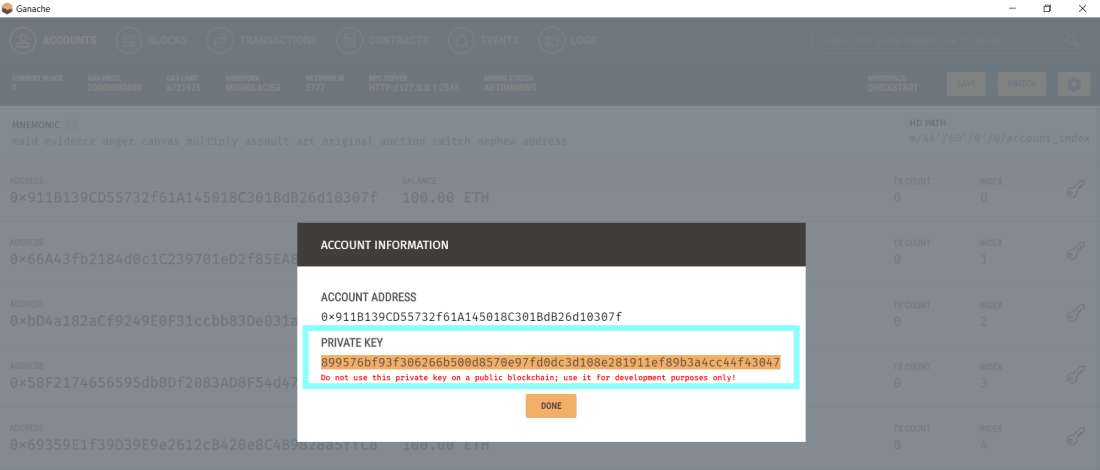 Ganache
ACCOUNTS BLOCKS TRANSACTIONS CONTRACTS EVENTS LOGS
CURRENT BLOCK GAS PRICE GAS LIMIT HARDFORK NETWORK ID RPC SERVER MINING STATUS WORKSPACE
0 20000000000 6721975 MUIRGLACIER 5777 HTTP://127.0.0.1:7545 AUTOMINING QUICKSTART SAVE SWITCH
MNEMONIC HD PATH
maid evidence anger canvas multiply assault art original auction switch nephew address m/44'/60'/0'/0/account_index
ADDRESS BALANCE TX COUNT INDEX
0×911B139CD55732f61A145018C301BdB26d10307f 100.00 ETH 0 0
ADDRESS TX COUNT INDEX
0×66A43fb2184d0c1C239701eD2f85EA8 0 1
ADDRESS TX COUNT INDEX
0×bD4a182aCf9249E0F31ccbb83De031a 0 2
ADDRESS TX COUNT INDEX
0×58F2174656595dbBDf2083AD8F54d47 0 3
ADDRESS TX COUNT INDEX
0×69359E1f39D39E9e2612cB420e8C4B9828a5ffC8 100.00 ETH 0 4
ACCOUNT INFORMATION
ACCOUNT ADDRESS
0×911B139CD55732f61A145018C301BdB26d10307f
PRIVATE KEY
899576bf93f306266b500d8570e97fd0dc3d108e281911ef89b3a4cc44f43047
Do not use this private key on a public blockchain; use it for development purposes only!
DONE